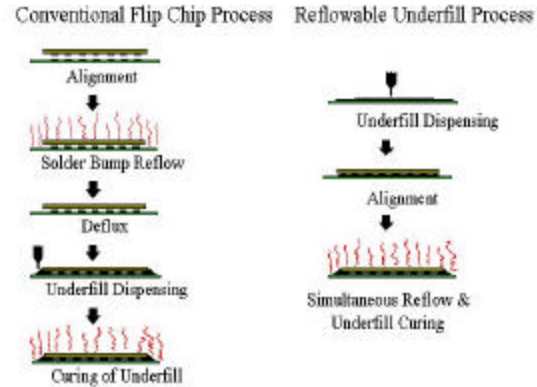 Conventional Flip Chip Process
Alignment
Solder Bump Reflow
Deflux
Underfill Dispensing
Curing of Underfill
Reflowable Underfill Process
Underfill Dispensing
Alignment
Simultaneous Reflow &
Underfill Curing